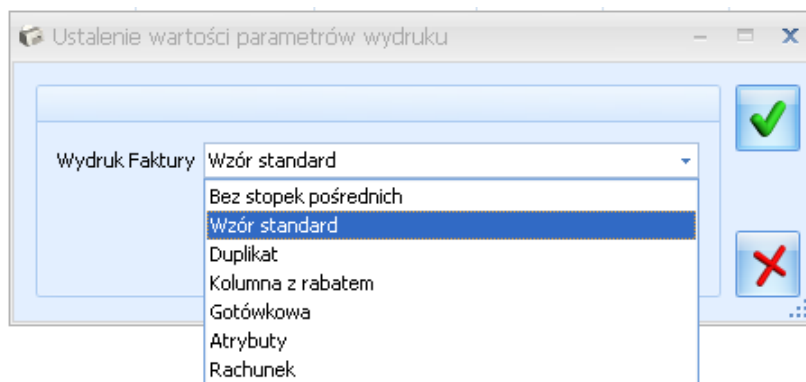 Ustalenie wartości parametrów wydruku
Wydruk Faktury Wzór standard
Bez stopek pośrednich
Wzór standard
Duplikat
Kolumna z rabatem
Gotówkowa
Atrybuty
Rachunek